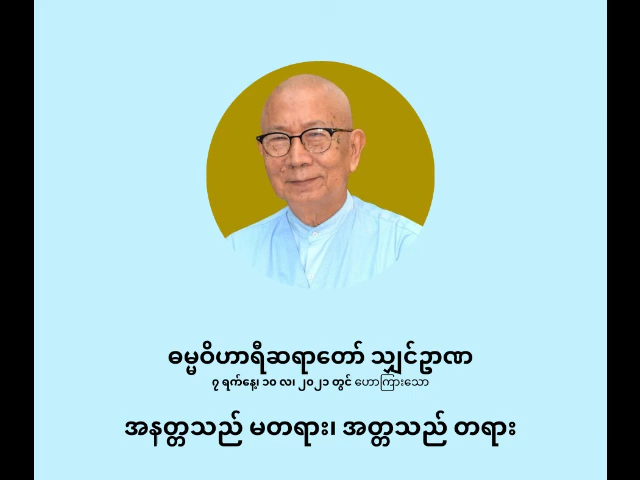 ဓမ္မဝိဟာရီဆရာတော် သျှင်ဥာဏ
၇ ရက်နေ့၊ ၁၀ လ၊ ၂၀၂၁ တွင် ဟောကြားသော
အနတ္တသည် မတရား၊ အတ္တသည် တရား